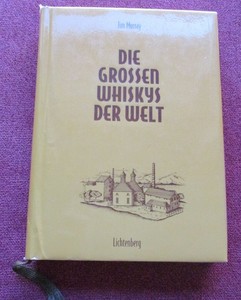 Jim Murray
DIE
GROSSEN
WHISKYS
DER WELT
Lichtenberg